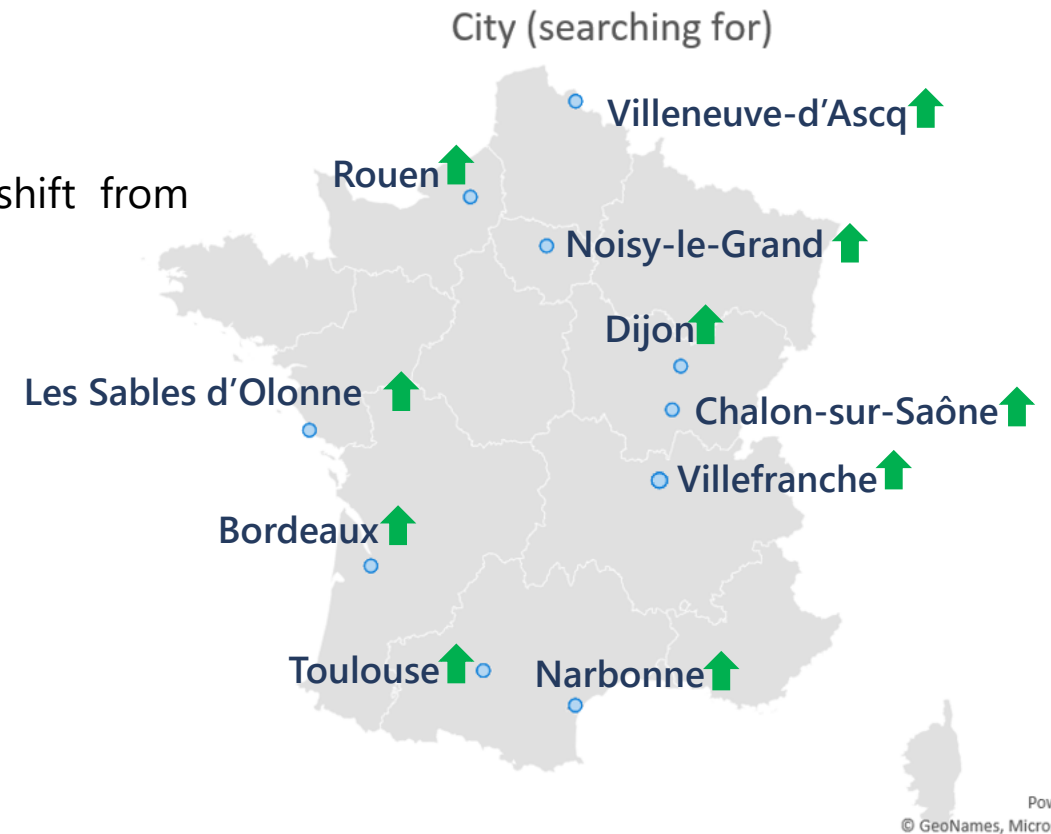 City (searching for)
Villeneuve-d’Ascq
Rouen
shift from
Noisy-le-Grand
Dijon
Les Sables d’Olonne
Chalon-sur-Saône
Villefranche
Bordeaux
Toulouse
Narbonne
© GeoNames, Micro